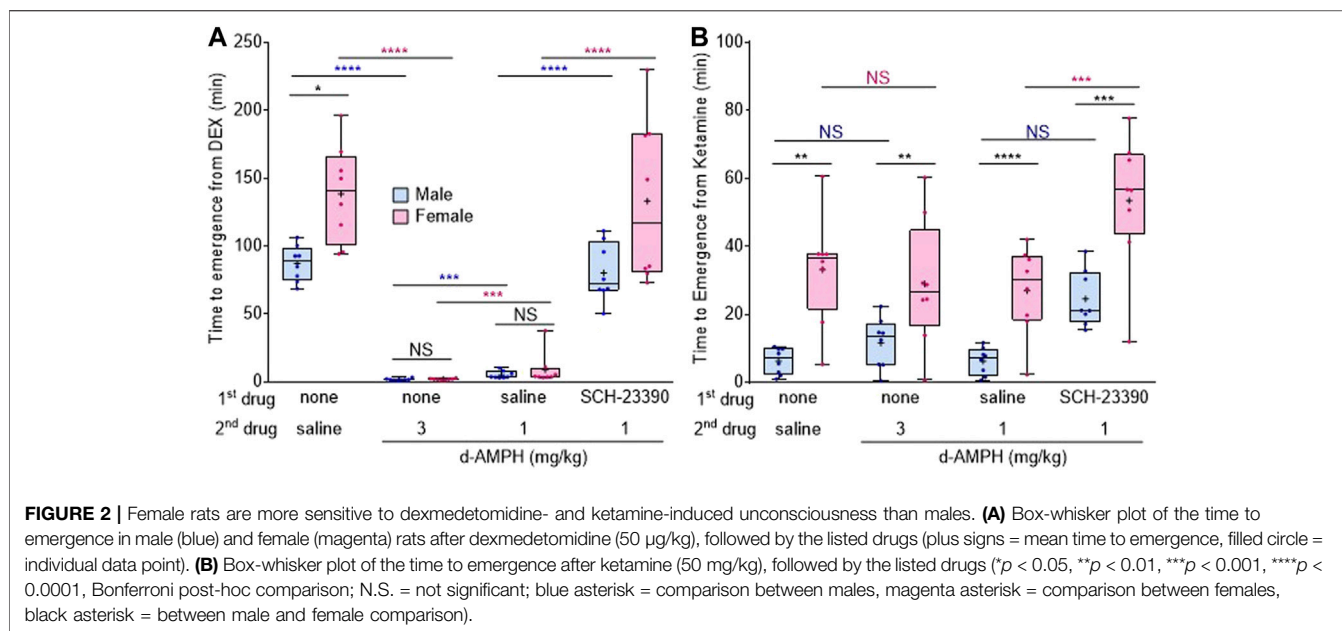 A
Time to emergence from DEX (min)
250
200
150
100
50
0
****
****
*
****
****
Male
Female
***
***
NS
NS
1st drug none none saline SCH-23390
2nd drug saline 3 1 1
d-AMPH (mg/kg)
B
Time to Emergence from Ketamine (min)
100
80
60
40
20
0
NS
***
***
NS
NS
**
**
****
none none saline SCH-23390
saline 3 1 1
d-AMPH (mg/kg)
FIGURE 2 | Female rats are more sensitive to dexmedetomidine- and ketamine-induced unconsciousness than males. (A) Box-whisker plot of the time to
emergence in male (blue) and female (magenta) rats after dexmedetomidine (50 µg/kg), followed by the listed drugs (plus signs = mean time to emergence, filled circle =
individual data point). (B) Box-whisker plot of the time to emergence after ketamine (50 mg/kg), followed by the listed drugs (*p < 0.05, **p < 0.01, ***p < 0.001, ****p <
0.0001, Bonferroni post-hoc comparison; N.S. = not significant; blue asterisk = comparison between males, magenta asterisk = comparison between females,
black asterisk = between male and female comparison).